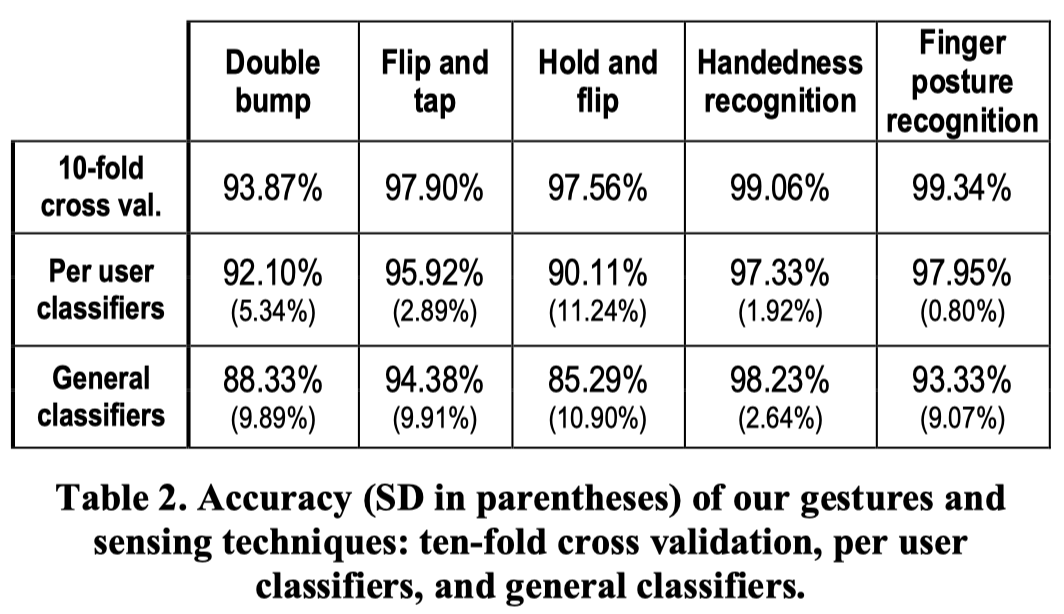 Double bump Flip and tap Hold and flip Handedness recognition Finger posture recognition
10-fold cross val. 93.87% 97.90% 97.56% 99.06% 99.34%
Per user classifiers 92.10% (5.34%) 95.92% (2.89%) 90.11% (11.24%) 97.33% (1.92%) 97.95% (0.80%)
General classifiers 88.33% (9.89%) 94.38% (9.91%) 85.29% (10.90%) 98.23% (2.64%) 93.33% (9.07%)
Table 2. Accuracy (SD in parentheses) of our gestures and
sensing techniques: ten-fold cross validation, per user
classifiers, and general classifiers.